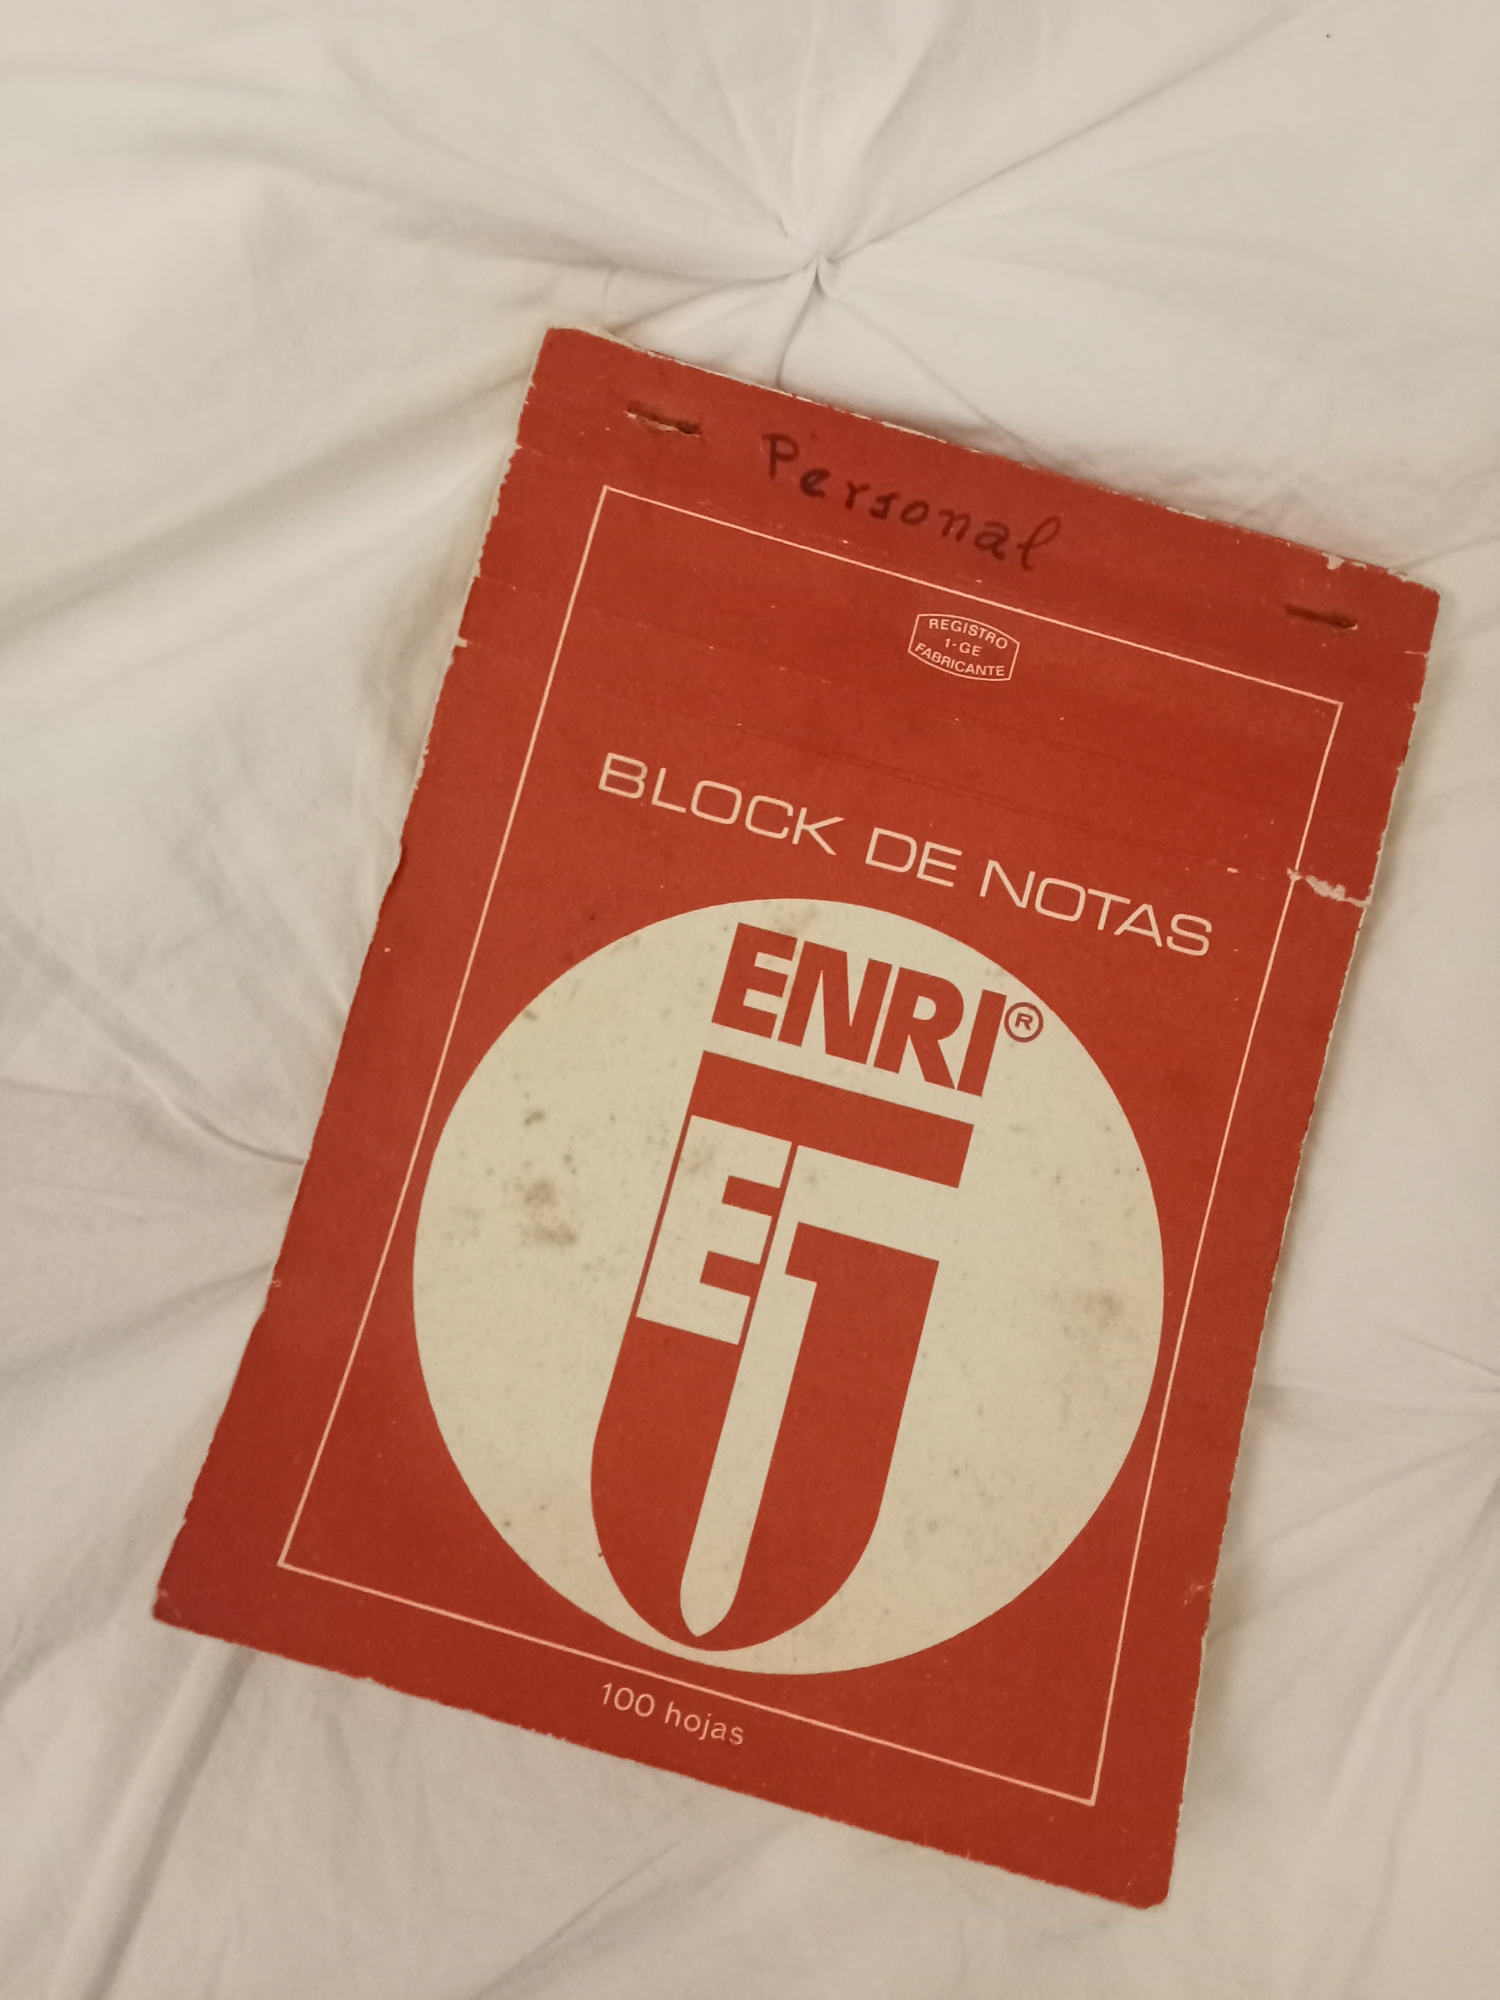 Personal
REGISTRO
1-GE
FABRICANTE
BLOCK DE NOTAS
ENRI®
E
100 hojas